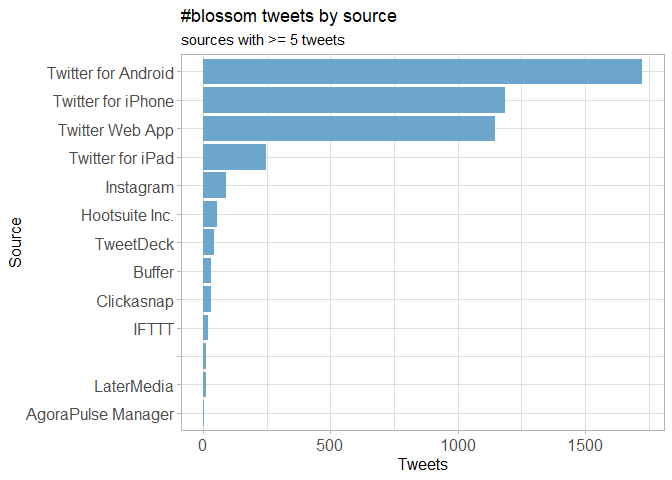 #blossom tweets by source
sources with >= 5 tweets
Twitter for Android
Twitter for iPhone
Twitter Web App
Twitter for iPad
Instagram
Hootsuite Inc.
TweetDeck
Buffer
Clickasnap
IFTTT
LaterMedia
AgoraPulse Manager
Source
0 500 1000 1500
Tweets